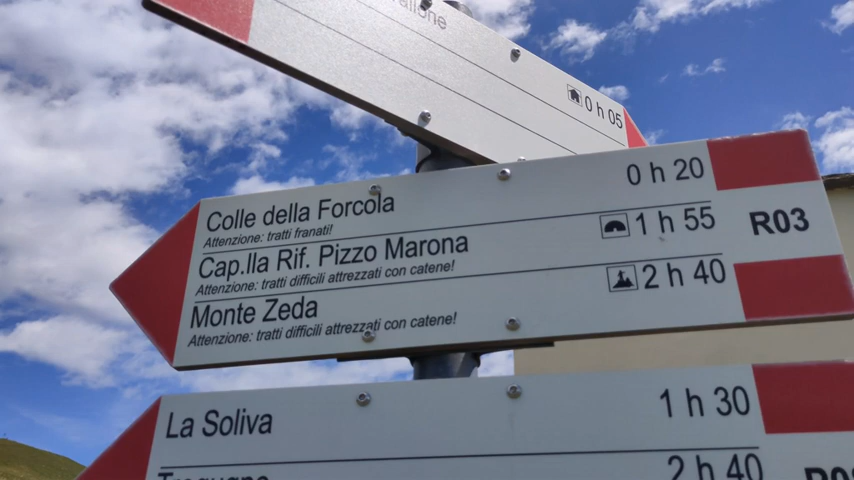 0 h 05
Colle della Forcola 0 h 20
Attenzione: tratti franati!
Cap.lla Rif. Pizzo Marona 1 h 55
R03
Attenzione: tratti difficili attrezzati con catene!
Monte Zeda 2 h 40
Attenzione: tratti difficili attrezzati con catene!
La Soliva 1 h 30
2 h 40